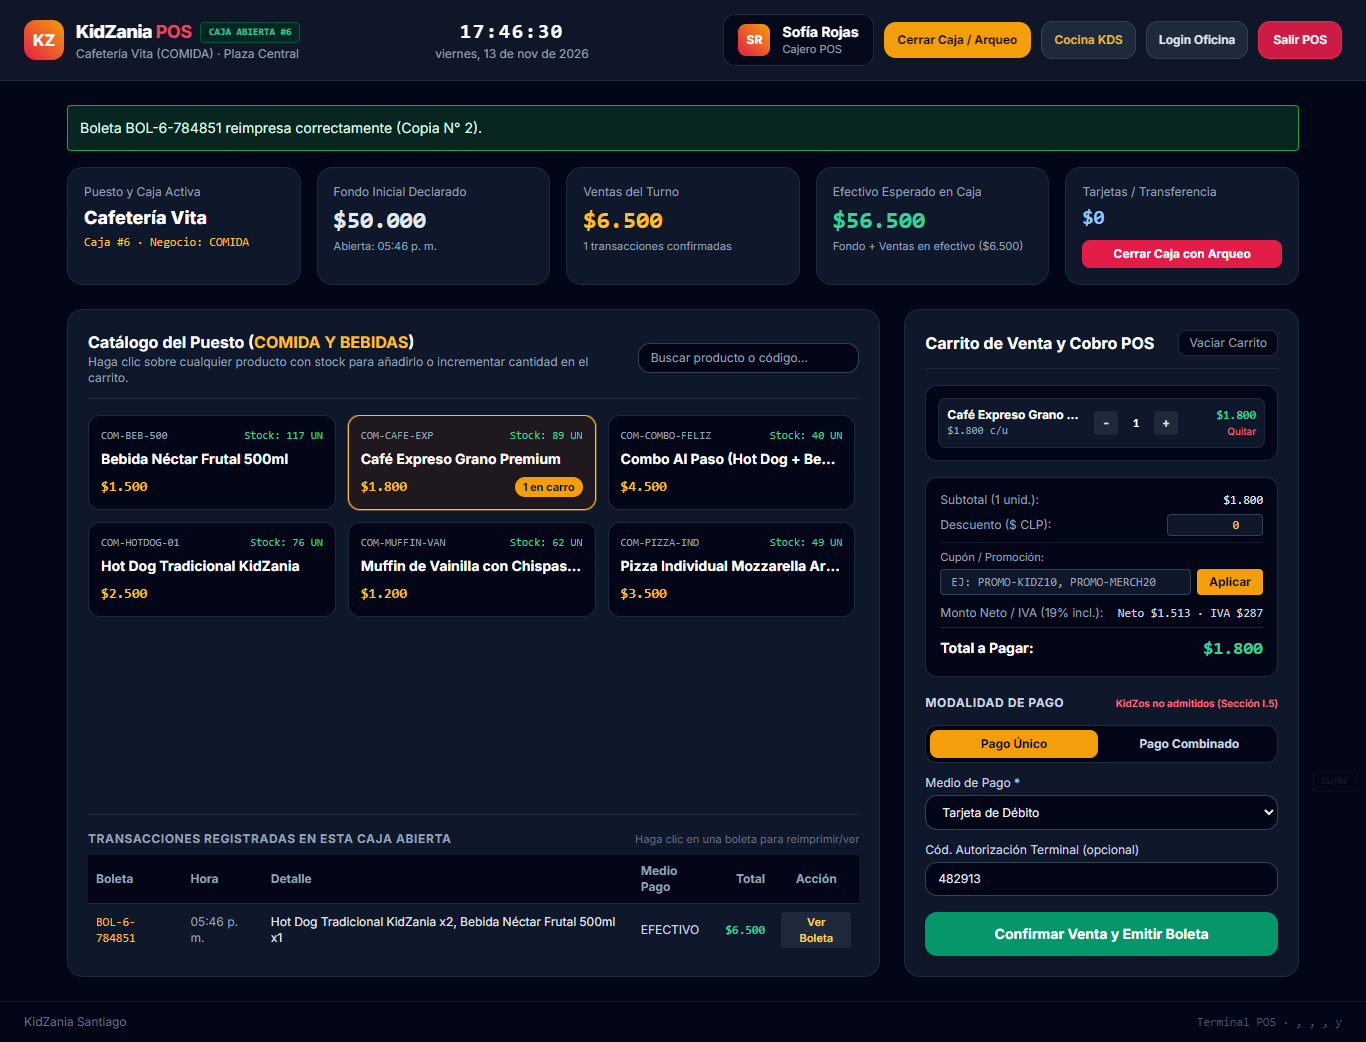 KZ
KidZania POS
CAJA ABIERTA #6
Cafetería Vita (COMIDA) · Plaza Central
17:46:30
viernes, 13 de nov de 2026
SR
Sofía Rojas
Cajero POS
Cerrar Caja / Arqueo
Cocina KDS
Login Oficina
Salir POS
Boleta BOL-6-784851 reimpresa correctamente (Copia N° 2).
Puesto y Caja Activa
Cafetería Vita
Caja #6 · Negocio: COMIDA
Fondo Inicial Declarado
$50.000
Abierta: 05:46 p. m.
Ventas del Turno
$6.500
1 transacciones confirmadas
Efectivo Esperado en Caja
$56.500
Fondo + Ventas en efectivo ($6.500)
Tarjetas / Transferencia
$0
Cerrar Caja con Arqueo
Catálogo del Puesto (COMIDA Y BEBIDAS)
Haga clic sobre cualquier producto con stock para añadirlo o incrementar cantidad en el
carrito.
Buscar producto o código...
COM-BEB-500
Stock: 117 UN
Bebida Néctar Frutal 500ml
$1.500
COM-CAFE-EXP
Stock: 89 UN
Café Expreso Grano Premium
$1.800
1 en carro
COM-COMBO-FELIZ
Stock: 40 UN
Combo Al Paso (Hot Dog + Be...
$4.500
COM-HOTDOG-01
Stock: 76 UN
Hot Dog Tradicional KidZania
$2.500
COM-MUFFIN-VAN
Stock: 62 UN
Muffin de Vainilla con Chispas...
$1.200
COM-PIZZA-IND
Stock: 49 UN
Pizza Individual Mozzarella Ar...
$3.500
TRANSACCIONES REGISTRADAS EN ESTA CAJA ABIERTA
Haga clic en una boleta para reimprimir/ver
Boleta Hora Detalle Medio Pago Total Acción
BOL-6-
784851
05:46 p.
m.
Hot Dog Tradicional KidZania x2, Bebida Néctar Frutal 500ml
x1
EFECTIVO
$6.500
Ver
Boleta
Carrito de Venta y Cobro POS
Vaciar Carrito
Café Expreso Grano ...
$1.800 c/u
- 1 +
$1.800
Quitar
Subtotal (1 unid.): $1.800
Descuento ($ CLP): 0
Cupón / Promoción:
EJ: PROMO-KIDZ10, PROMO-MERCH20
Aplicar
Monto Neto / IVA (19% incl.): Neto $1.513 · IVA $287
Total a Pagar: $1.800
MODALIDAD DE PAGO
KidZos no admitidos (Sección I.5)
Pago Único
Pago Combinado
Medio de Pago *
Tarjeta de Débito
Cód. Autorización Terminal (opcional)
482913
Confirmar Venta y Emitir Boleta
CU/RF
KidZania Santiago
Terminal POS · , , , y